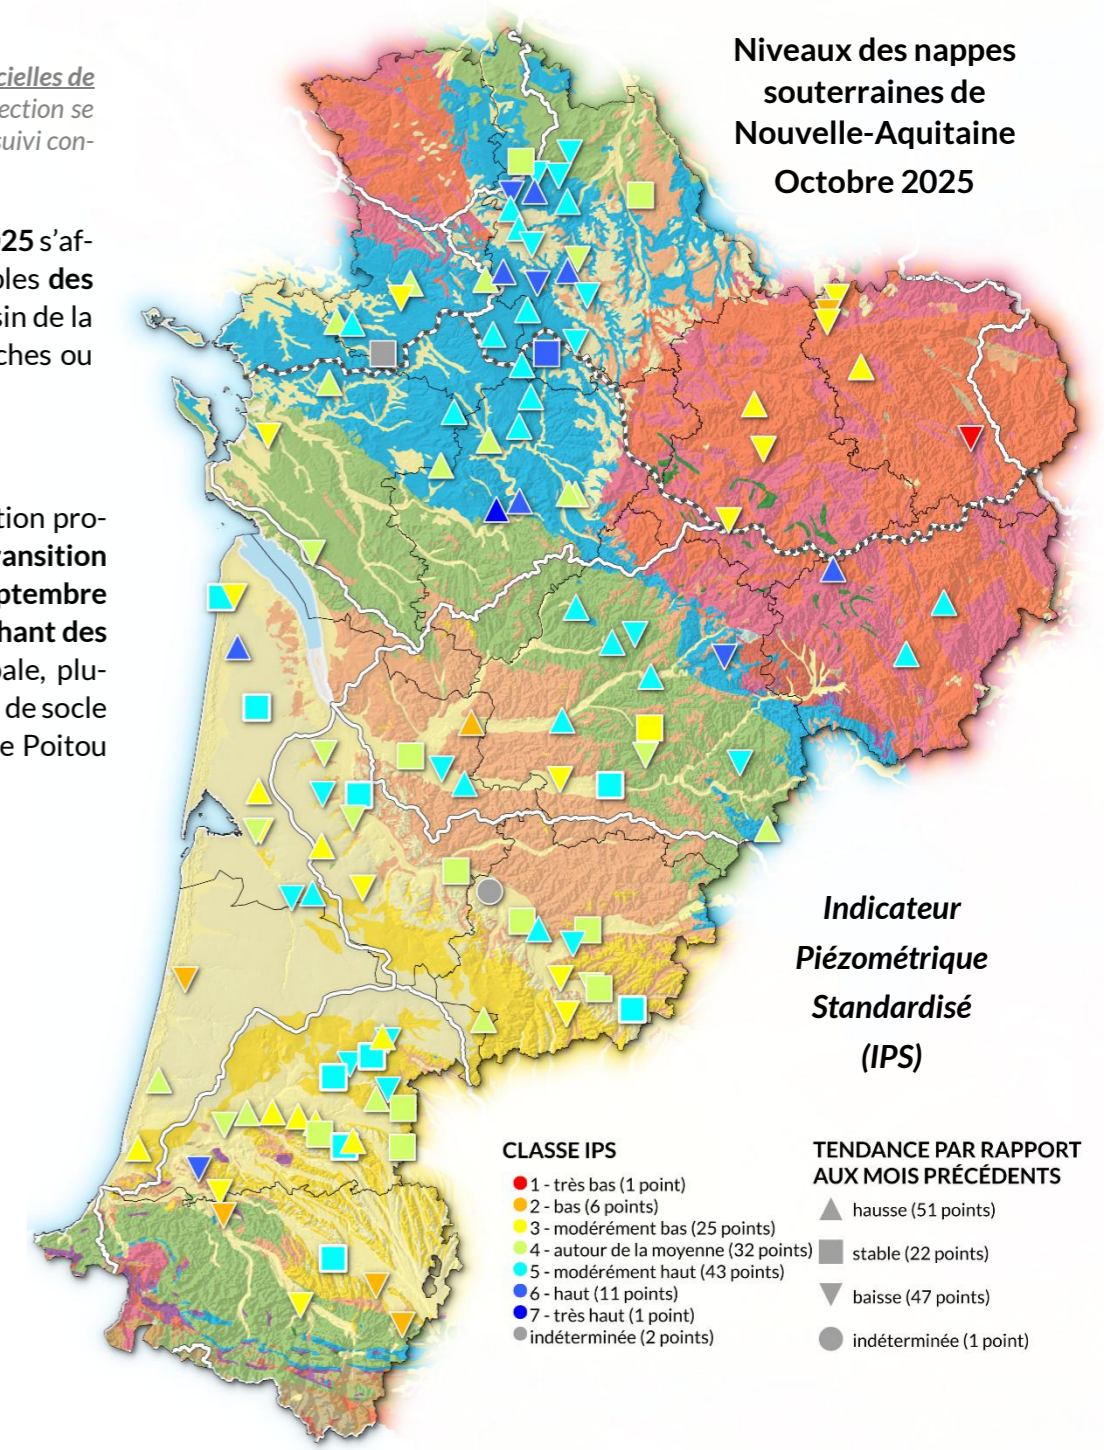 cielles de
ection se
suivi con-
25 s’af-
bles des
sin de la
ches ou
tion pro-
ransition
eptembre
chant des
bale, plu-
de socle
e Poitou
Niveaux des nappes
souterraines de
Nouvelle-Aquitaine
Octobre 2025
Indicateur
Piézométrique
Standardisé
(IPS)
CLASSE IPS
1 - très bas (1 point)
2 - bas (6 points)
3 - modérément bas (25 points)
4 - autour de la moyenne (32 points)
5 - modérément haut (43 points)
6 - haut (11 points)
7 - très haut (1 point)
indéterminée (2 points)
TENDANCE PAR RAPPORT
AUX MOIS PRÉCÉDENTS
hausse (51 points)
stable (22 points)
baisse (47 points)
indéterminée (1 point)